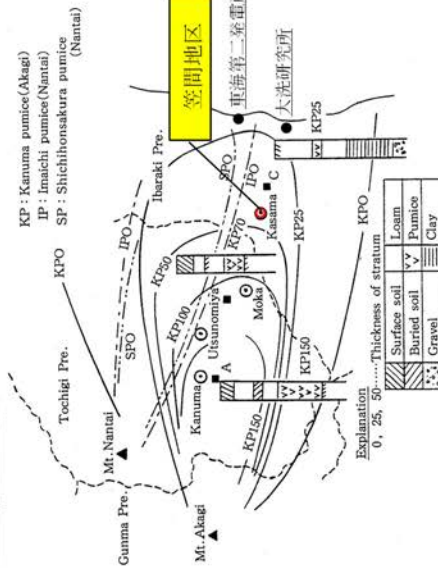 KP : Kanuma pumice(Akagi)
IP : Imaichi pumice(Nantai)
SP : Shichihonsakura pumice
(Nantai)
笠間地区
東海第二発電所
大洗研究所
Gunma Pre.
Tochigi Pre.
Ibaraki Pre.
Mt.Nantai
Mt.Akagi
KPO
IPO
SPO
KP50
KP100
KP70
SPO
IPO
Kanuma
Utsunomiya
Moka
Kasama
A
C
KP25
KP25
KP150
KP150
KPO
Explanation
0, 25, 50……Thickness of stratum
Surface soil
Loam
Buried soil
Pumice
Gravel
Clay